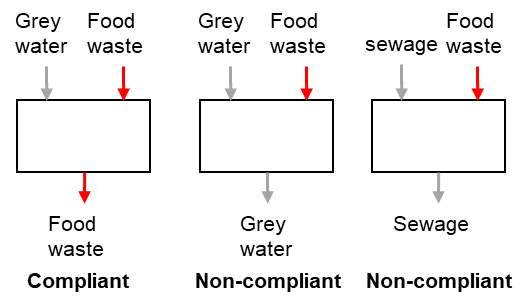 Grey
water
Food
waste
Food
waste
Compliant
Grey
water
Food
waste
Grey
water
Non-compliant
sewage
Food
waste
Sewage
Non-compliant